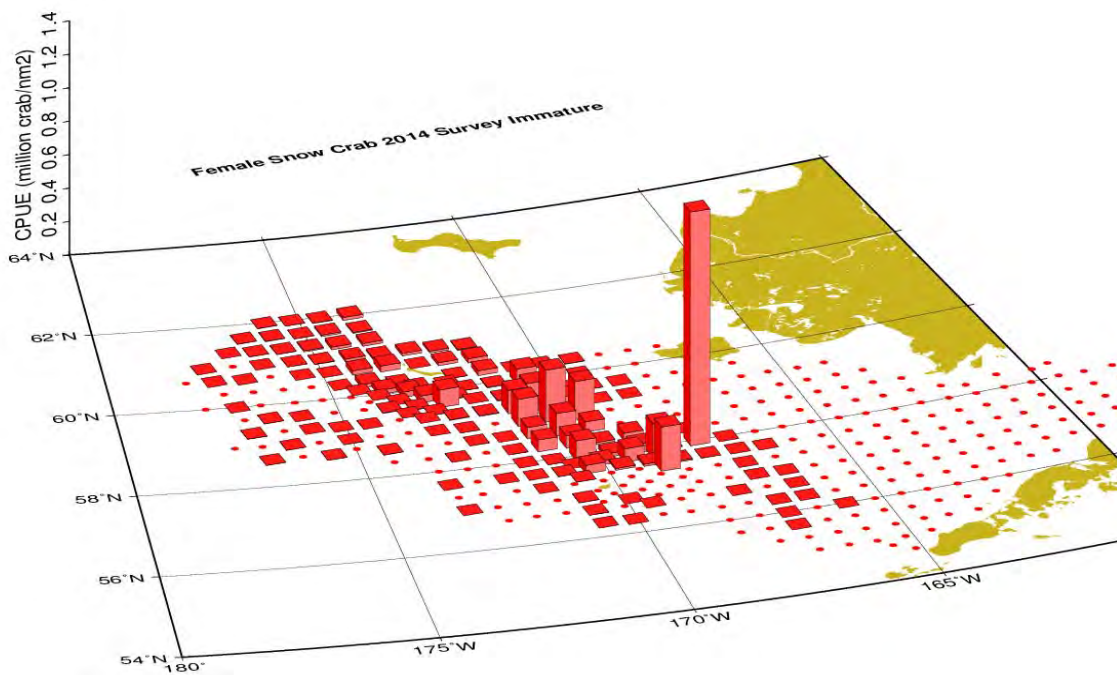 CPUE (million crab/nm2)
1.4
1.2
1.0
0.8
0.6
0.4
0.2
Female Snow Crab 2014 Survey Immature
64°N
62°N
60°N
58°N
56°N
54°N
180°
175°W
170°W
165°W